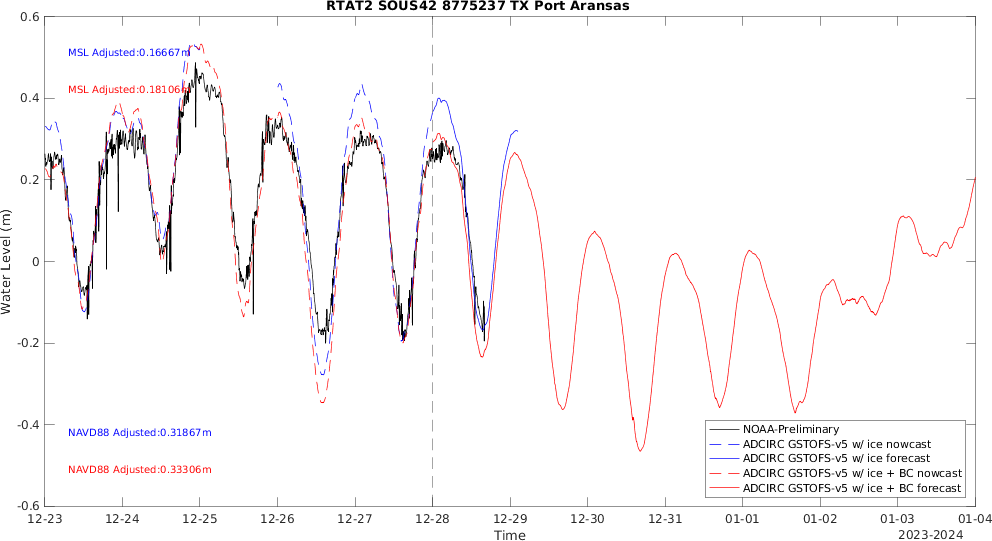 RTAT2 SOUS42 8775237 TX Port Aransas
0.6
MSL Adjusted:0.16667m
MSL Adjusted:0.18106m
0.4
0.2
0
-0.2
-0.4
-0.6
Water Level (m)
NAVD88 Adjusted:0.31867m
NAVD88 Adjusted:0.33306m
NOAA-Preliminary
ADCIRC GSTOFS-v5 w/ ice nowcast
ADCIRC GSTOFS-v5 w/ ice forecast
ADCIRC GSTOFS-v5 w/ ice + BC nowcast
ADCIRC GSTOFS-v5 w/ ice + BC forecast
12-23 12-24 12-25 12-26 12-27 12-28 12-29 12-30 12-31 01-01 01-02 01-03 01-04
Time
2023-2024